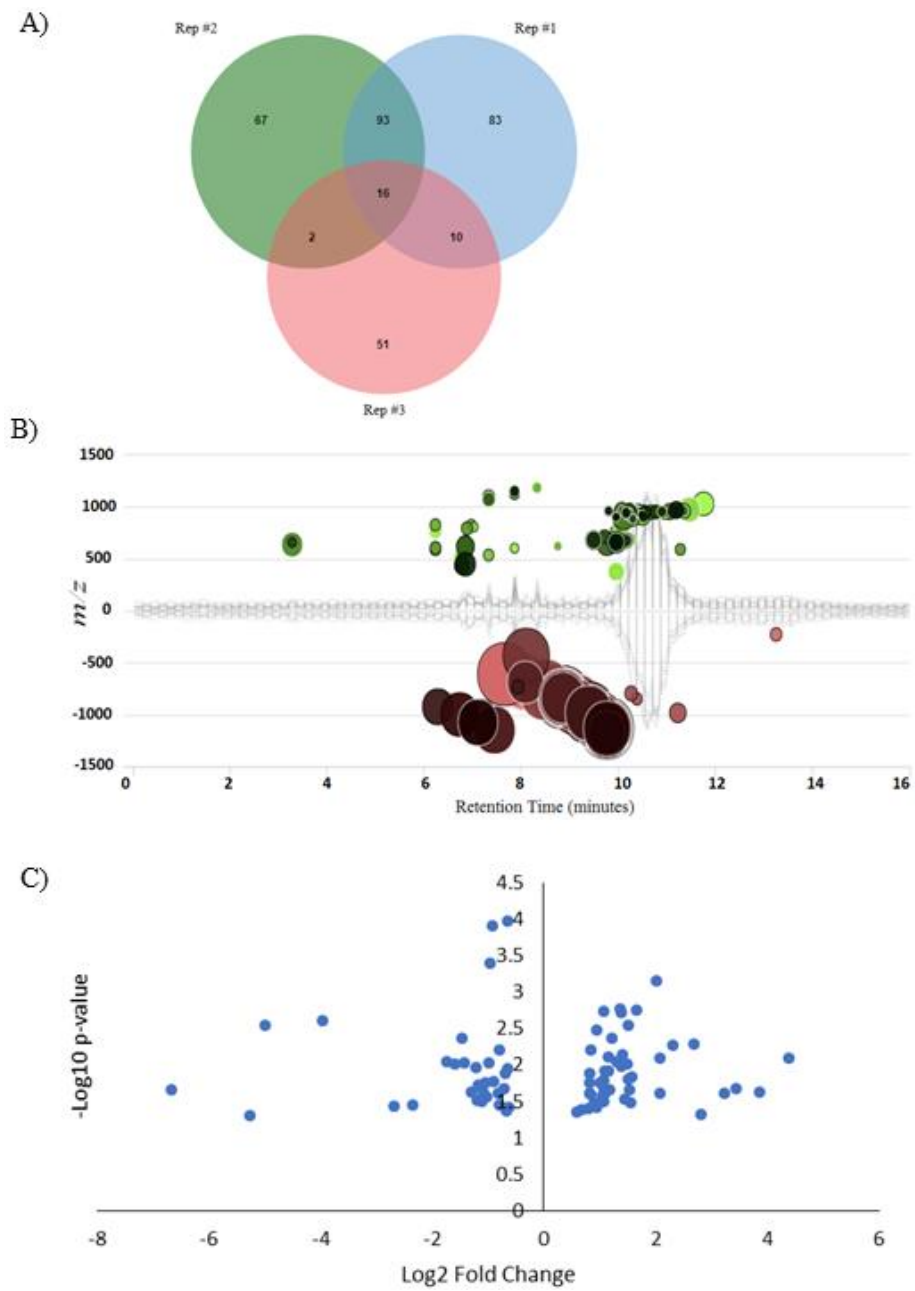 A)
Rep #2
Rep #1
67
93
83
16
2
10
51
Rep #3
B)
1500
1000
500
0
-500
-1000
-1500
m/z
0 2 4 6 8 10 12 14 16
Retention Time (minutes)
C)
4.5
4
3.5
3
2.5
2
1.5
1
0.5
0
-Log10 p-value
-8 -6 -4 -2 0 2 4 6
Log2 Fold Change